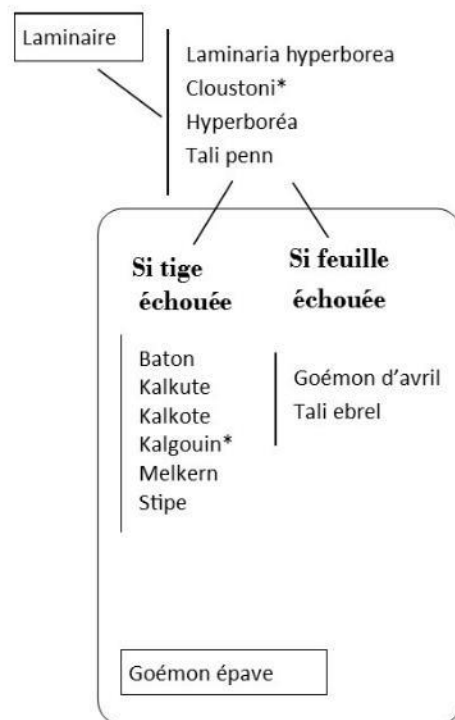 Laminaire
Laminaria hyperborea
Cloustoni*
Hyperboréa
Tali penn
Si tige
échouée
Baton
Kalkute
Kalkote
Kalgouin*
Melkern
Stipe
Si feuille
échouée
Goémon d'avril
Tali ebrel
Goémon épave